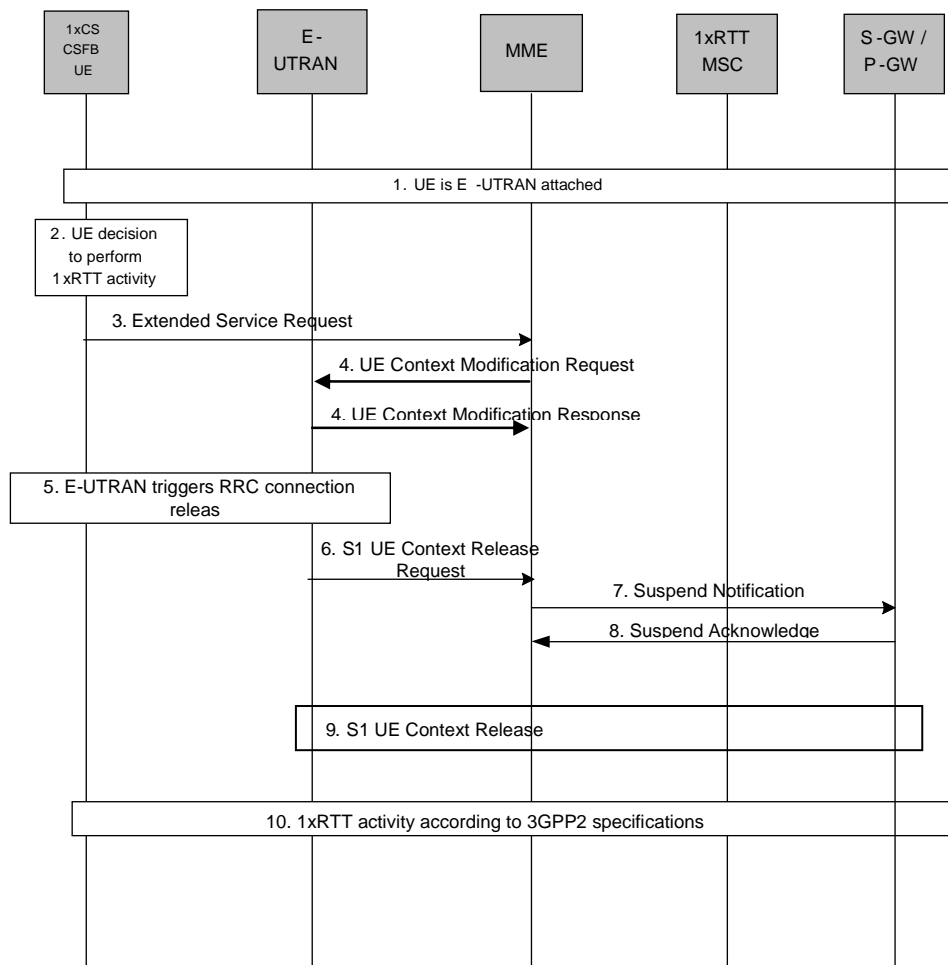 1xCS
CSFB
UE
E-
UTRAN
MME
1xRTT
MSC
S-GW /
P-GW
1. UE is E -UTRAN attached
2. UE decision
to perform
1xRTT activity
3. Extended Service Request
4. UE Context Modification Request
4. UE Context Modification Response
5. E-UTRAN triggers RRC connection
releas
6. S1 UE Context Release
Request
7. Suspend Notification
8. Suspend Acknowledge
9. S1 UE Context Release
10. 1xRTT activity according to 3GPP2 specifications